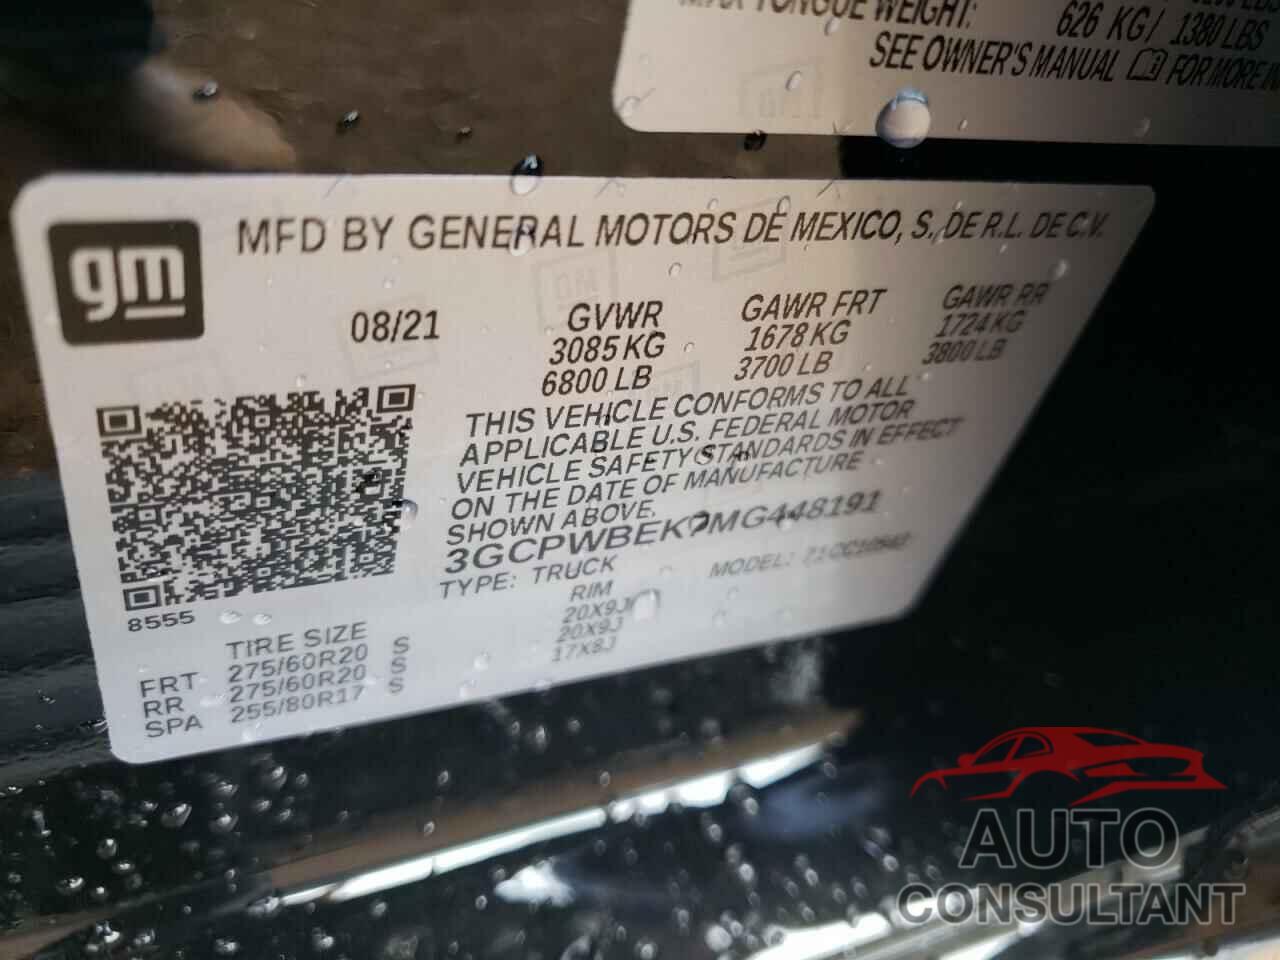 TONGUE WEIGHT:
626 KG/ 1380 LBS
SEE OWNER'S MANUAL FOR MORE
gm
MFD BY GENERAL MOTORS DE MEXICO, S. DE R.L. DE C.V.
08/21
GVWR GAWR FRT GAWR RR
3085 KG 1678 KG 1724 KG
6800 LB 3700 LB 3800 LB
THIS VEHICLE CONFORMS TO ALL
APPLICABLE U.S. FEDERAL MOTOR
VEHICLE SAFETY STANDARDS IN EFFECT
ON THE DATE OF MANUFACTURE
SHOWN ABOVE.
TYPE: TRUCK MODEL:
8555
TIRE SIZE RIM
FRT 275/60R20 S 20X9J
RR 275/60R20 S 20X9J
SPA 255/80R17 S 17X8J
AUTO
CONSULTANT